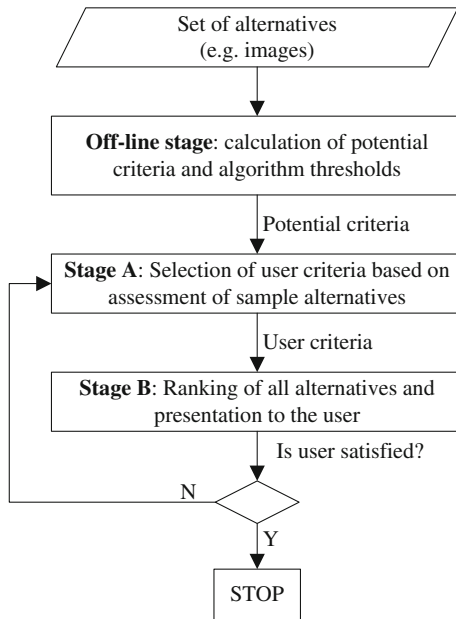 Set of alternatives
(e.g. images)
Off-line stage: calculation of potential
criteria and algorithm thresholds
Potential criteria
Stage A: Selection of user criteria based on
assessment of sample alternatives
User criteria
Stage B: Ranking of all alternatives and
presentation to the user
Is user satisfied?
N
Y
STOP